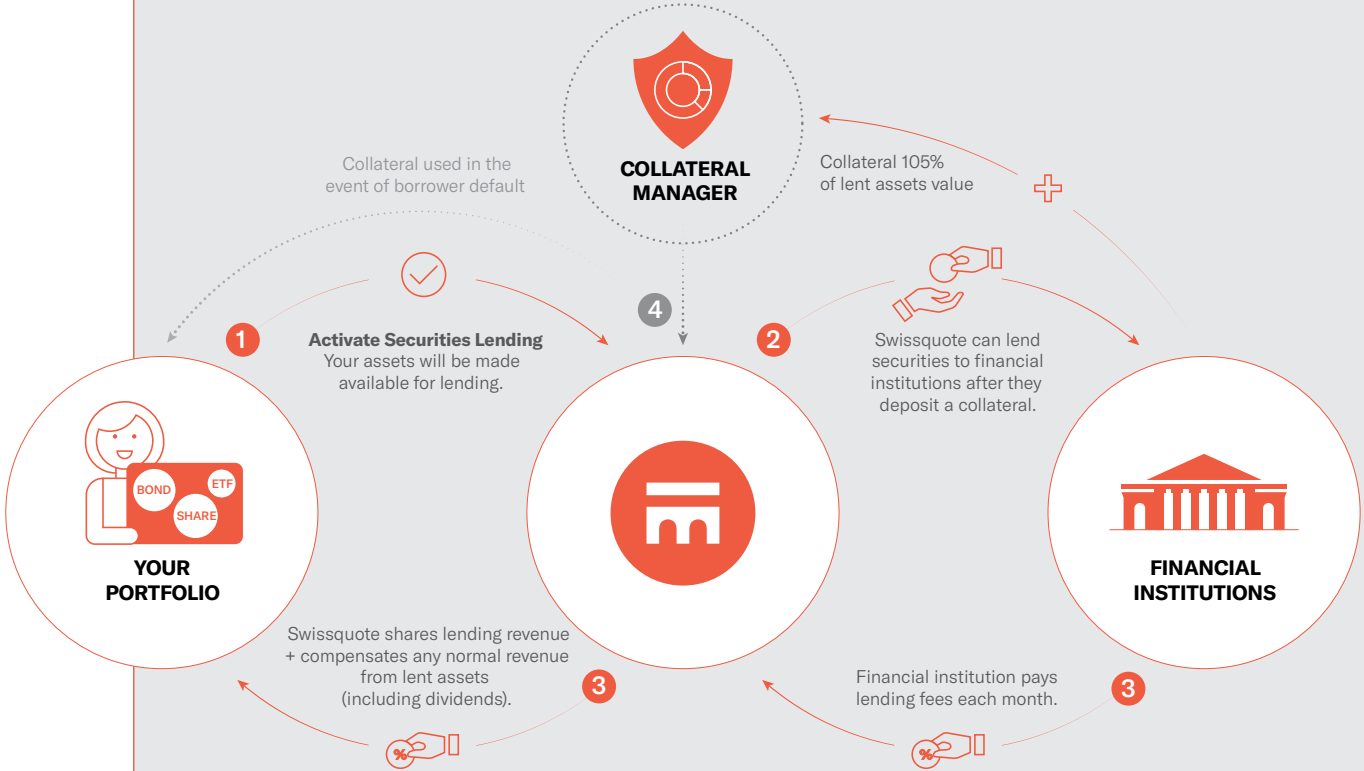 COLLATERAL
MANAGER
Collateral used in the
event of borrower default
Collateral 105%
of lent assets value
4
1
Activate Securities Lending
Your assets will be made
available for lending.
2
Swissquote can lend
securities to financial
institutions after they
deposit a collateral.
BOND
ETF
SHARE
YOUR
PORTFOLIO
FINANCIAL
INSTITUTIONS
Swissquote shares lending revenue
+ compensates any normal revenue
from lent assets
(including dividends).
3
%
Financial institution pays
lending fees each month.
3
%